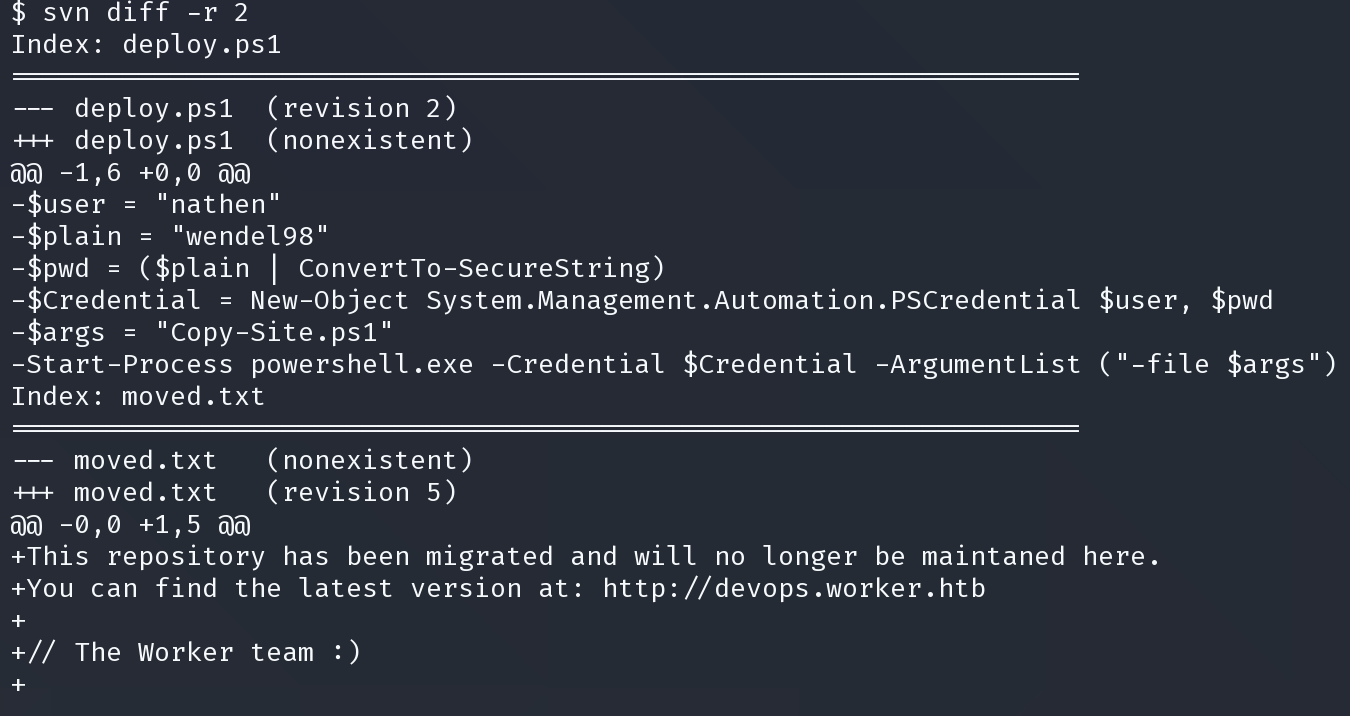 $ svn diff -r 2
Index: deploy.ps1
===================================================================
--- deploy.ps1  (revision 2)
+++ deploy.ps1  (nonexistent)
@@ -1,6 +0,0 @@
-$user = "nathen"
-$plain = "wendel98"
-$pwd = ($plain | ConvertTo-SecureString)
-$Credential = New-Object System.Management.Automation.PSCredential $user, $pwd
-$args = "Copy-Site.ps1"
-Start-Process powershell.exe -Credential $Credential -ArgumentList ("-file $args")
Index: moved.txt
===================================================================
--- moved.txt   (nonexistent)
+++ moved.txt   (revision 5)
@@ -0,0 +1,5 @@
+This repository has been migrated and will no longer be maintaned here.
+You can find the latest version at: http://devops.worker.htb
+
+// The Worker team :)
+